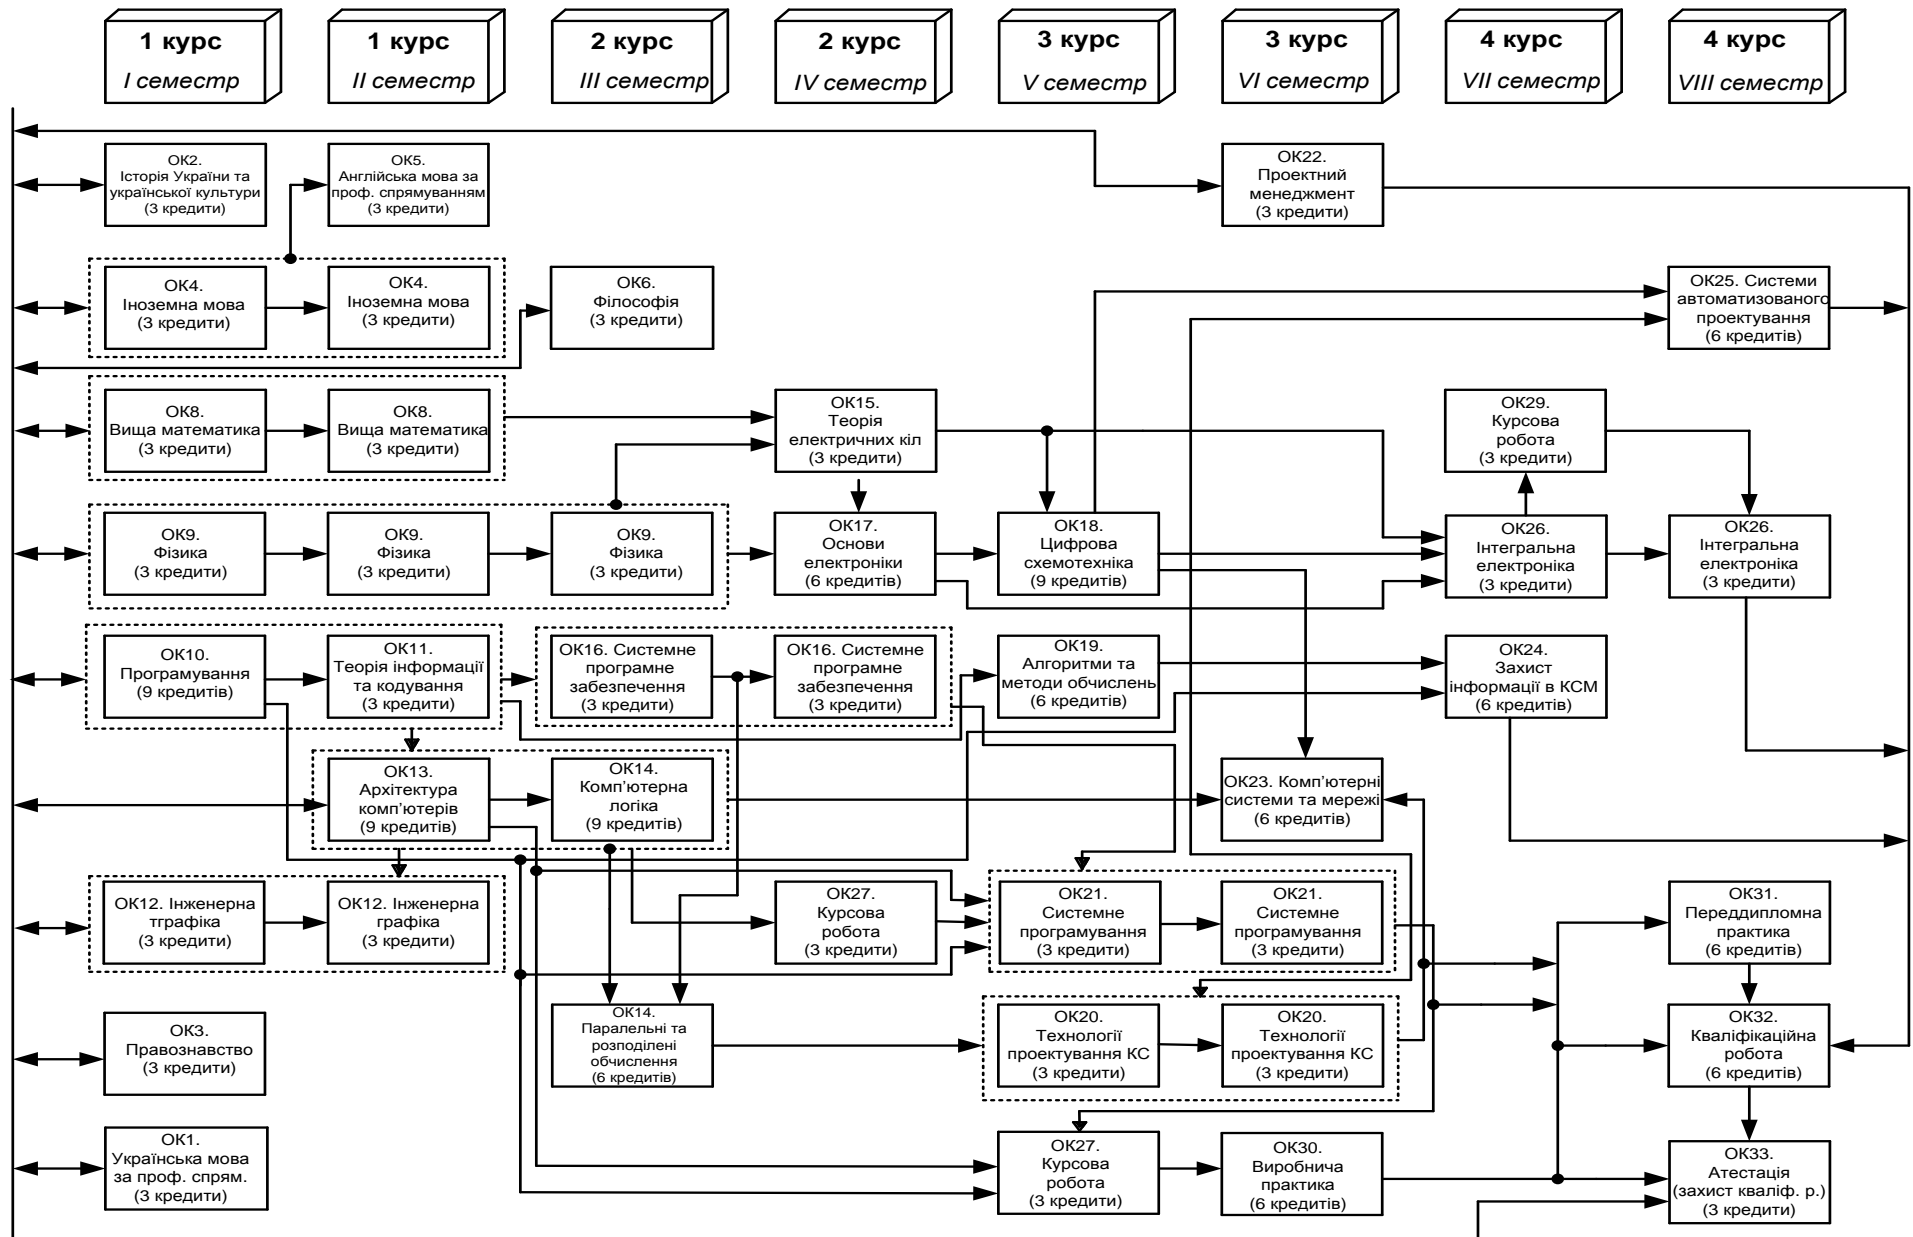 1 курс
I семестр
1 курс
II семестр
2 курс
III семестр
2 курс
IV семестр
3 курс
V семестр
3 курс
VI семестр
4 курс
VII семестр
4 курс
VIII семестр
ОК2.
Історія України та
української культури
(3 кредити)
ОК5.
Англійська мова за
проф. спрямуванням
(3 кредити)
ОК22.
Проектний
менеджмент
(3 кредити)
ОК4.
Іноземна мова
(3 кредити)
ОК4.
Іноземна мова
(3 кредити)
ОК6.
Філософія
(3 кредити)
ОК25. Системи
автоматизованого
проектування
(6 кредитів)
ОК8.
Вища математика
(3 кредити)
ОК8.
Вища математика
(3 кредити)
ОК15.
Теорія
електричних кіл
(3 кредити)
ОК29.
Курсова
робота
(3 кредити)
ОК9.
Фізика
(3 кредити)
ОК9.
Фізика
(3 кредити)
ОК9.
Фізика
(3 кредити)
ОК17.
Основи
електроніки
(6 кредитів)
ОК18.
Цифрова
схемотехніка
(9 кредитів)
ОК26.
Інтегральна
електроніка
(3 кредити)
ОК26.
Інтегральна
електроніка
(3 кредити)
ОК10.
Програмування
(9 кредитів)
ОК11.
Теорія інформації
та кодування
(3 кредити)
ОК16. Системне
програмне
забезпечення
(3 кредити)
ОК16. Системне
програмне
забезпечення
(3 кредити)
ОК19.
Алгоритми та
методи обчислень
(6 кредитів)
ОК24.
Захист
інформації в КСМ
(6 кредитів)
ОК13.
Архітектура
комп'ютерів
(9 кредитів)
ОК14.
Комп'ютерна
логіка
(9 кредитів)
ОК23. Комп'ютерні
системи та мережі
(6 кредитів)
ОК12. Інженерна
тграфіка
(3 кредити)
ОК12. Інженерна
графіка
(3 кредити)
ОК27.
Курсова
робота
(3 кредити)
ОК21.
Системне
програмування
(3 кредити)
ОК21.
Системне
програмування
(3 кредити)
ОК31.
Переддипломна
практика
(6 кредитів)
ОК3.
Правознавство
(3 кредити)
ОК14.
Паралельні та
розподілені
обчислення
(6 кредитів)
ОК20.
Технології
проектування КС
(3 кредити)
ОК20.
Технології
проектування КС
(3 кредити)
ОК32.
Кваліфікаційна
робота
(6 кредитів)
ОК1.
Українська мова
за проф. спрям.
(3 кредити)
ОК27.
Курсова
робота
(3 кредити)
ОК30.
Виробнича
практика
(6 кредитів)
ОК33.
Атестація
(захист кваліф. р.)
(3 кредити)